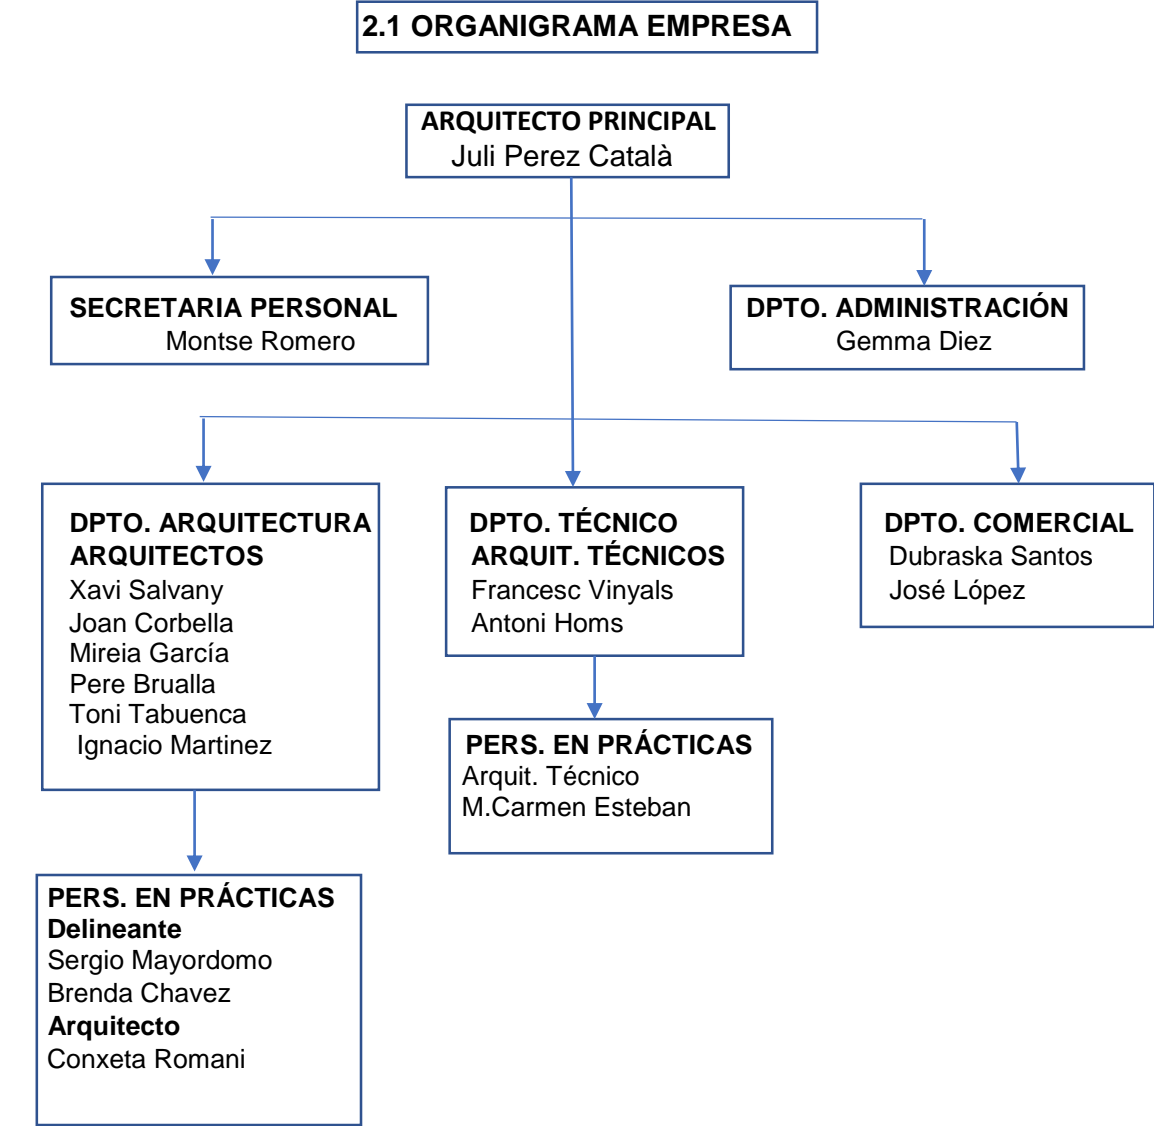 2.1 ORGANIGRAMA EMPRESA
ARQUITECTO PRINCIPAL
Juli Perez Català
SECRETARIA PERSONAL
Montse Romero
DPTO. ADMINISTRACIÓN
Gemma Diez
DPTO. ARQUITECTURA
ARQUITECTOS
Xavi Salvany
Joan Corbella
Mireia García
Pere Brualla
Toni Tabuenca
Ignacio Martinez
DPTO. TÉCNICO
ARQUIT. TÉCNICOS
Francesc Vinyals
Antoni Homs
DPTO. COMERCIAL
Dubraska Santos
José López
PERS. EN PRÁCTICAS
Arquit. Técnico
M.Carmen Esteban
PERS. EN PRÁCTICAS
Delineante
Sergio Mayordomo
Brenda Chavez
Arquitecto
Conxeta Romani